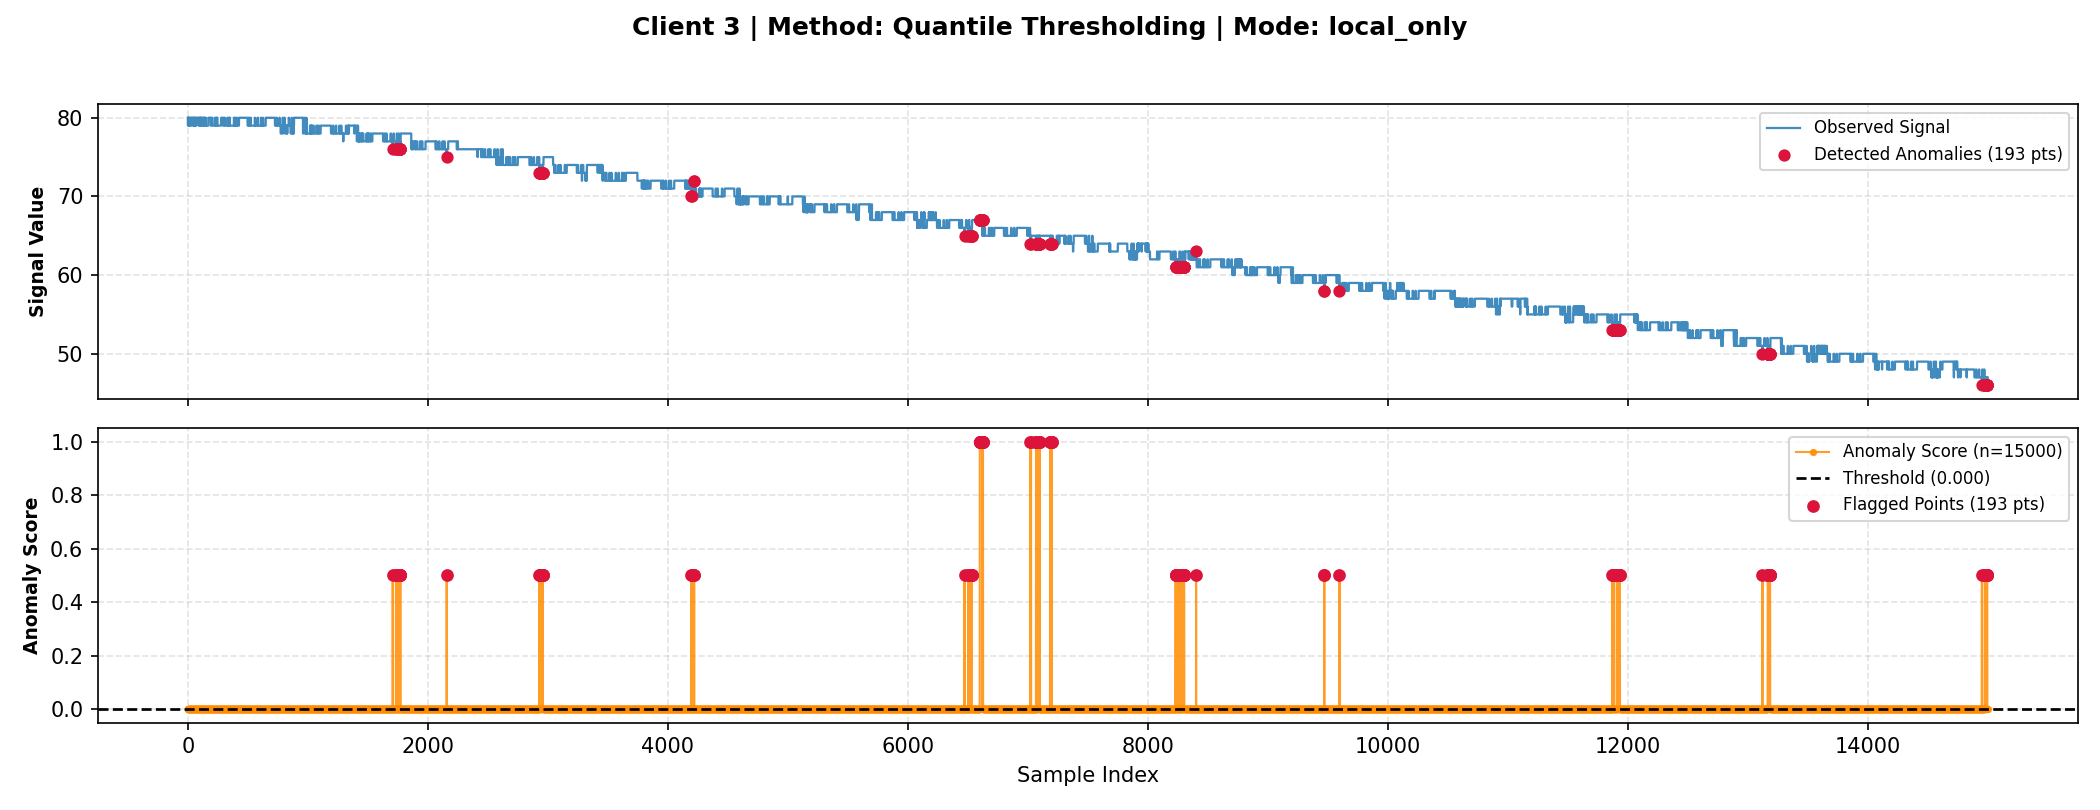 Client 3 | Method: Quantile Thresholding | Mode: local_only
Signal Value
80
70
60
50
Observed Signal
Detected Anomalies (193 pts)
Anomaly Score
1.0
0.8
0.6
0.4
0.2
0.0
Anomaly Score (n=15000)
Threshold (0.000)
Flagged Points (193 pts)
0 2000 4000 6000 8000 10000 12000 14000
Sample Index